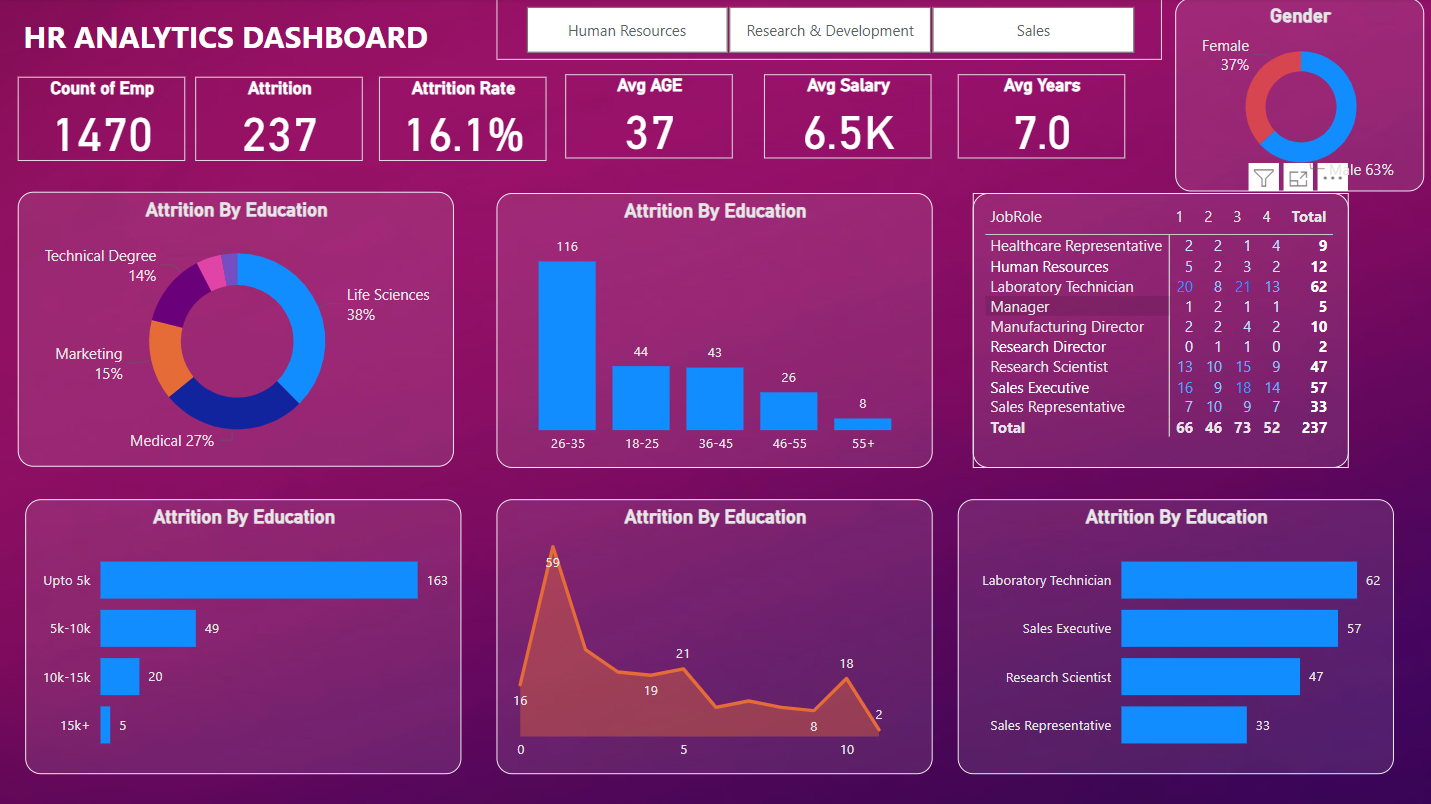 HR ANALYTICS DASHBOARD
Human Resources
Research & Development
Sales
Gender
Female
37%
Male 63%
Count of Emp
1470
Attrition
237
Attrition Rate
16.1%
Avg AGE
37
Avg Salary
6.5K
Avg Years
7.0
Attrition By Education
Technical Degree
14%
Life Sciences
38%
Marketing
15%
Medical 27%
Attrition By Education
116
44
43
26
8
26-35 18-25 36-45 46-55 55+
JobRole 1 2 3 4 Total
Healthcare Representative 2 2 1 4 9
Human Resources 5 2 3 2 12
Laboratory Technician 20 8 21 13 62
Manager 1 2 1 1 5
Manufacturing Director 2 2 4 2 10
Research Director 0 1 1 0 2
Research Scientist 13 10 15 9 47
Sales Executive 16 9 18 14 57
Sales Representative 7 10 9 7 33
Total 66 46 73 52 237
Attrition By Education
Upto 5k 163
5k-10k 49
10k-15k 20
15k+ 5
Attrition By Education
59
16
19
21
8
18
2
0 5 10
Attrition By Education
Laboratory Technician 62
Sales Executive 57
Research Scientist 47
Sales Representative 33